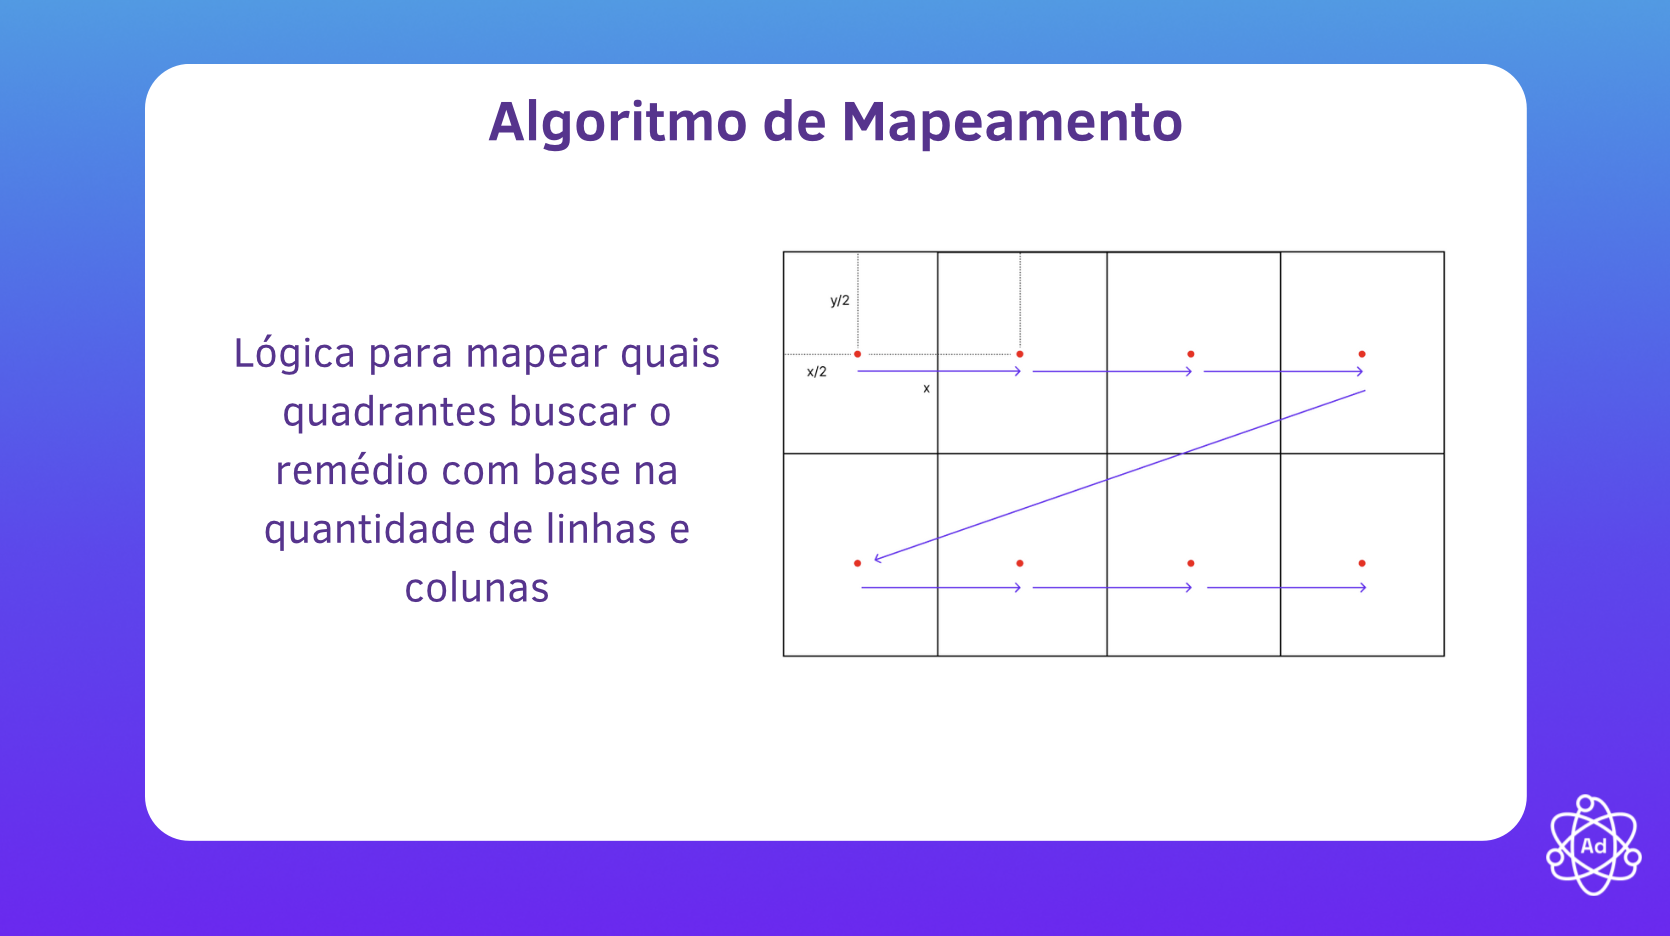 Algoritmo de Mapeamento
Lógica para mapear quais
quadrantes buscar o
remédio com base na
quantidade de linhas e
colunas
y/2
x/2
x
Ad